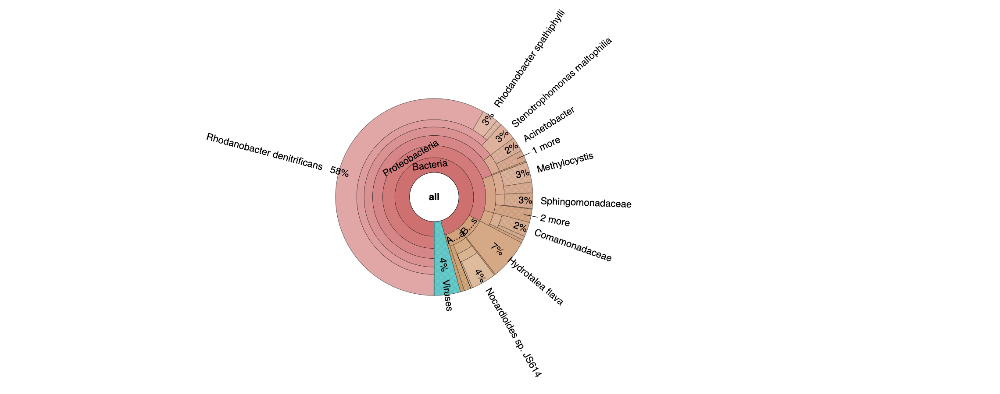 Rhodanobacter spathiphylli
3%
Stenotrophomonas maltophilia
3%
Acinetobacter
2%
1 more
Methylocystis
3%
Rhodanobacter denitrificans 58%
Proteobacteria
Bacteria
all
3% Sphingomonadaceae
2 more
2%
Comamonadaceae
B...s
A...a
7%
Hydrotalea flava
4%
Nocardioides sp. JS614
4%
Viruses